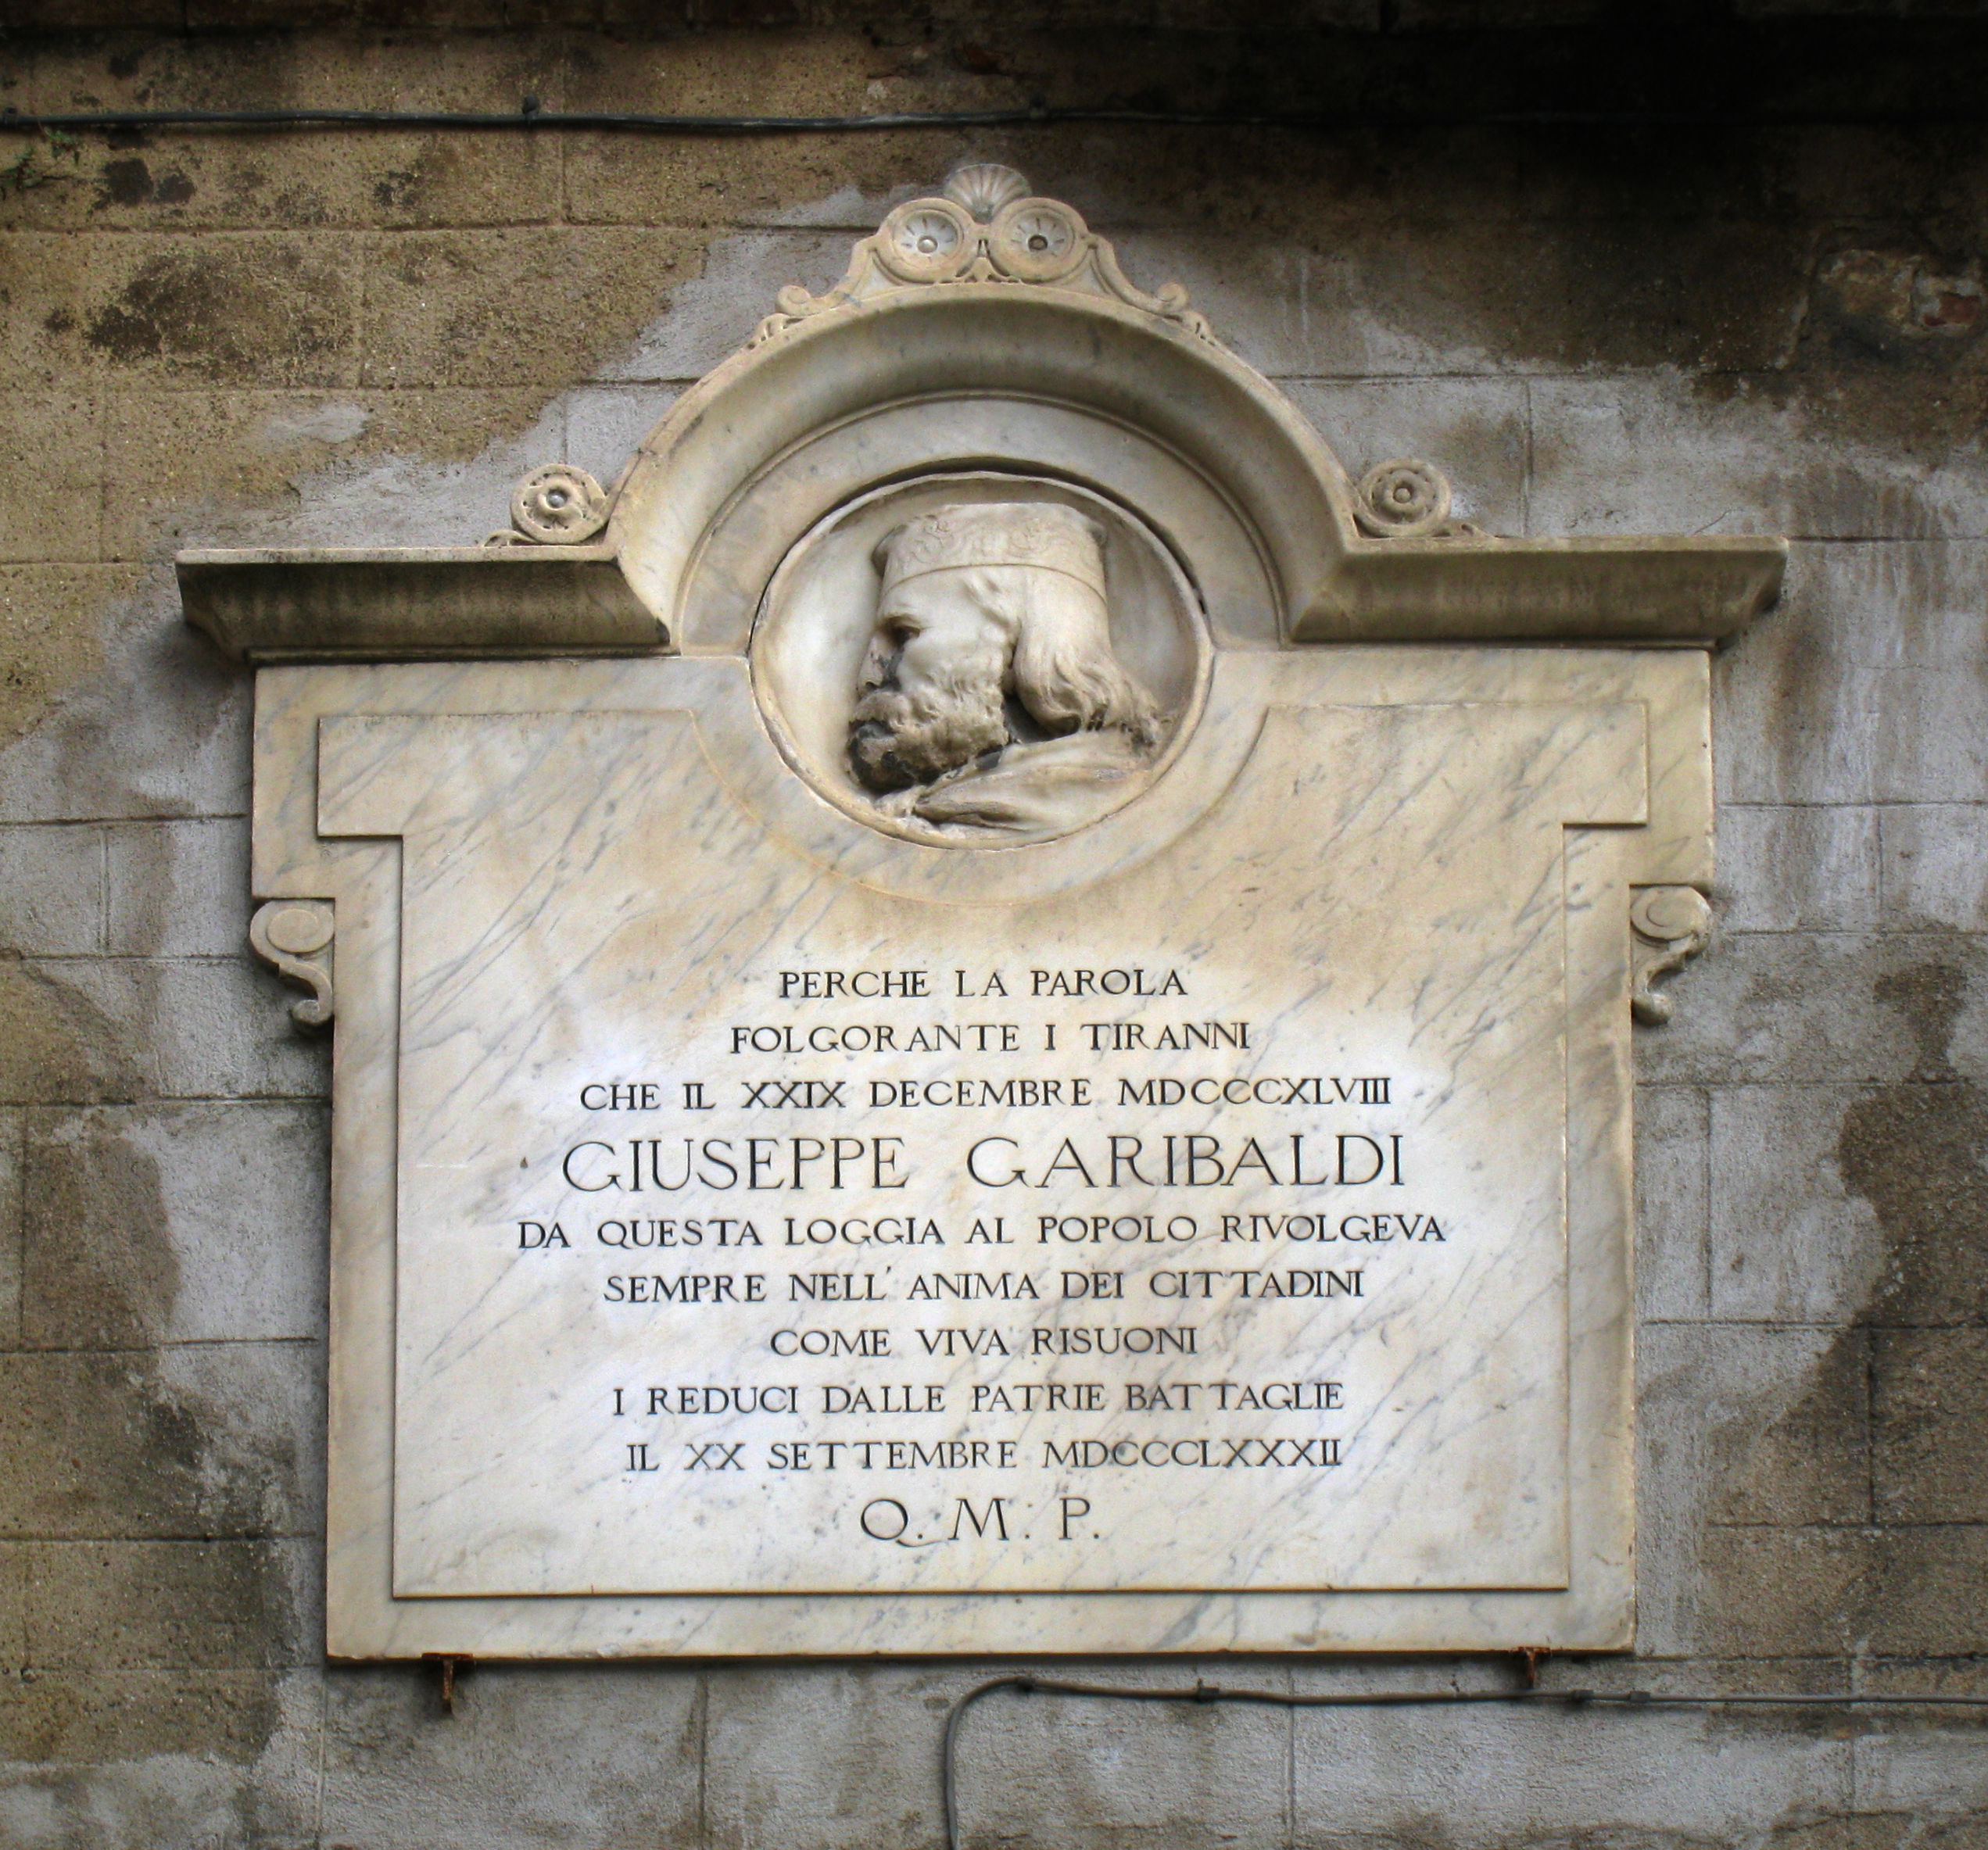 PERCHE LA PAROLA
FOLGORANTE I TIRANNI
CHE IL XXIX DECEMBRE MDCCCXLVIII
GIUSEPPE GARIBALDI
DA QUESTA LOGGIA AL POPOLO RIVOLGEVA
SEMPRE NELL' ANIMA DEI CITTADINI
COME VIVA RISUONI
I REDUCI DALLE PATRIE BATTAGLIE
IL XX SETTEMBRE MDCCCLXXXII
Q. M. P.